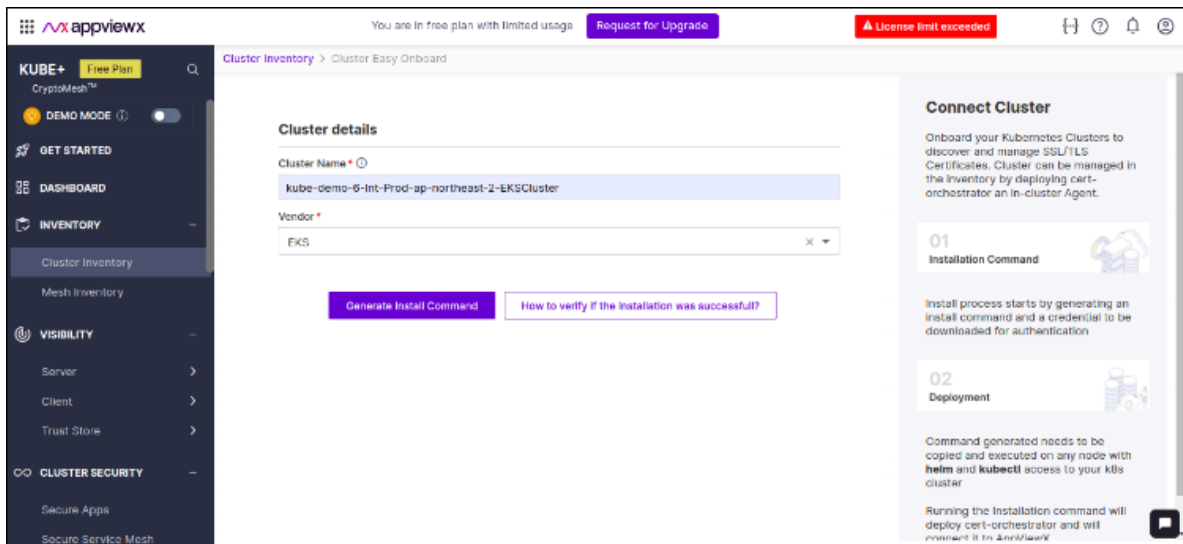 appviewx
You are in free plan with limited usage
Request for Upgrade
License limit exceeded
KUBE+
Free Plan
CryptoMesh™
DEMO MODE
GET STARTED
DASHBOARD
INVENTORY
Cluster Inventory
Mesh Inventory
VISIBILITY
Server
Client
Trust Store
CLUSTER SECURITY
Secure Apps
Secure Service Mesh
Cluster Inventory > Cluster Easy Onboard
Cluster details
Cluster Name *
kube-demo-6-Int-Prod-ap-northeast-2-EKSCluster
Vendor *
EKS
Generate Install Command
How to verify if the installation was successfull?
Connect Cluster
Onboard your Kubernetes Clusters to
discover and manage SSL/TLS
Certificates. Cluster can be managed in
the inventory by deploying cert-
orchestrator an in-cluster Agent.
01
Installation Command
Install process starts by generating an
install command and a credential to be
downloaded for authentication
02
Deployment
Command generated needs to be
copied and executed on any node with
helm and kubectl access to your k8s
cluster
Running the installation command will
deploy cert-orchestrator and will
connect it to AppViewX